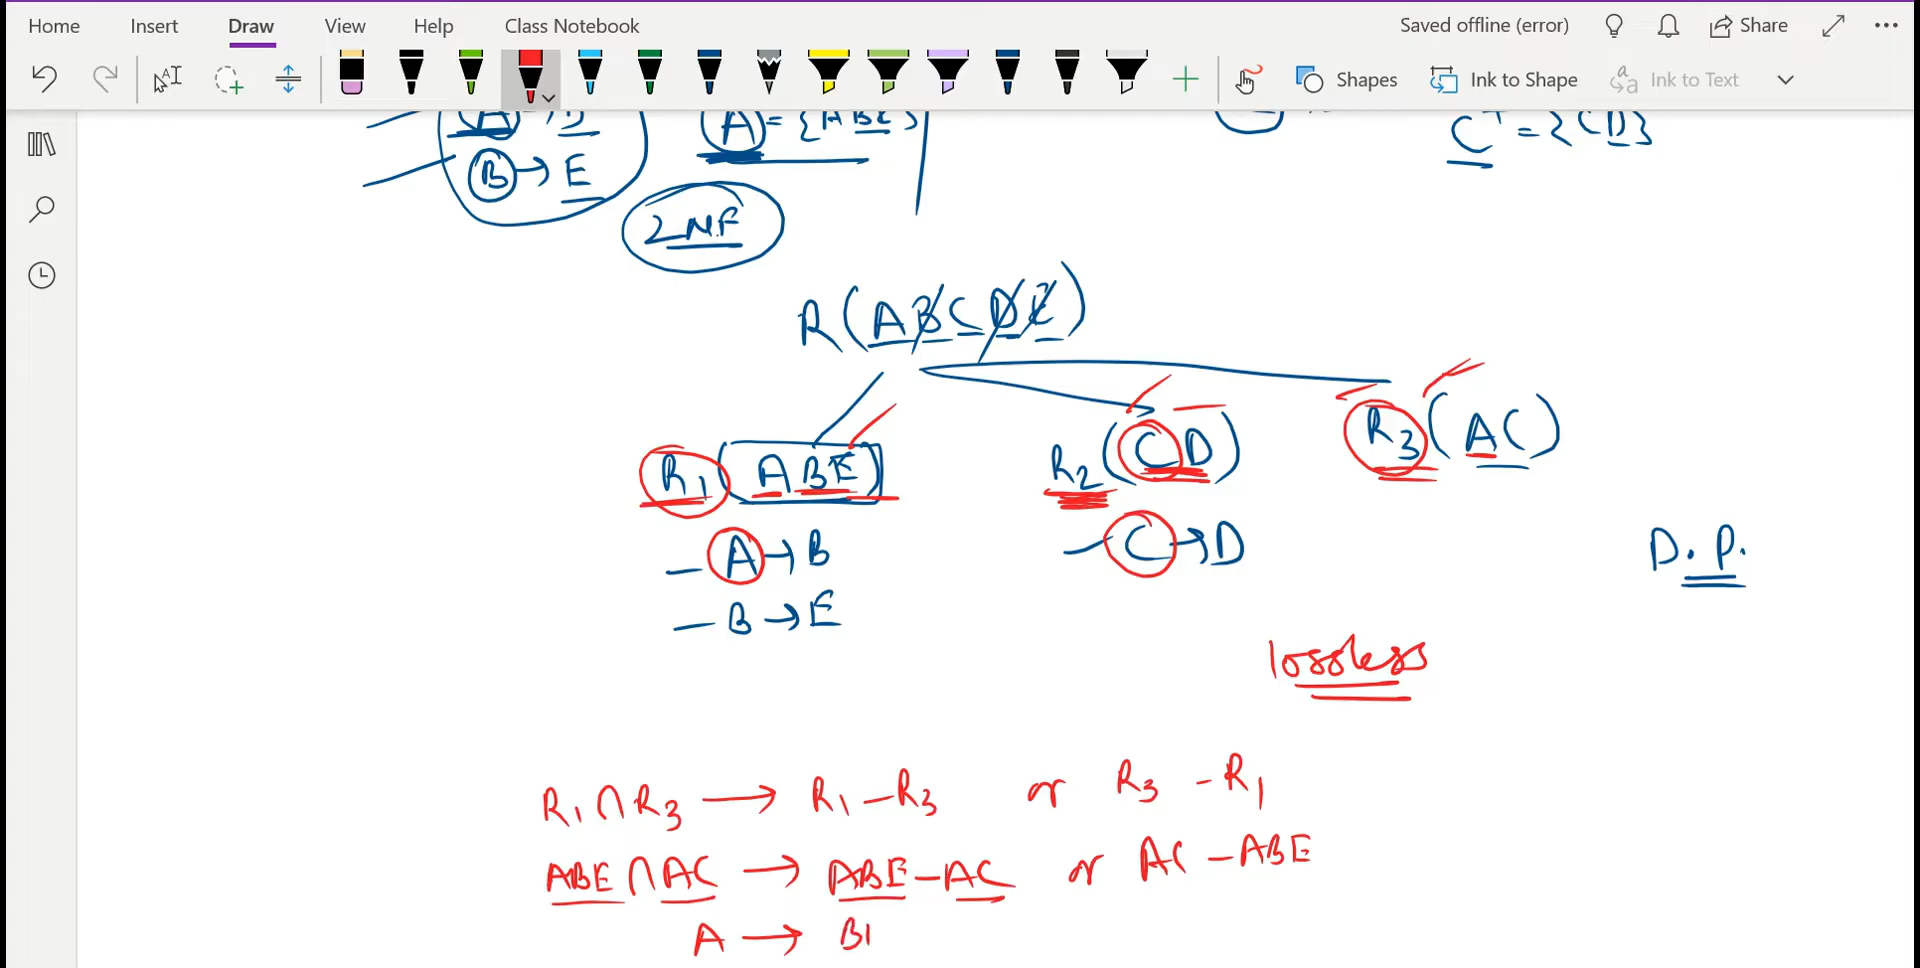 Home Insert Draw View Help Class Notebook Saved offline (error) Share
Shapes Ink to Shape Ink to Text
B → E
2NF
C⁺ = {CD}
R(ABCDE)
R₁(ABE) R₂(CD) R₃(AC)
A → B C → D
B → E
D.P.
lossless
R₁ ∩ R₃ → R₁ – R₃ or R₃ – R₁
ABE ∩ AC → ABE – AC or AC – ABE
A →